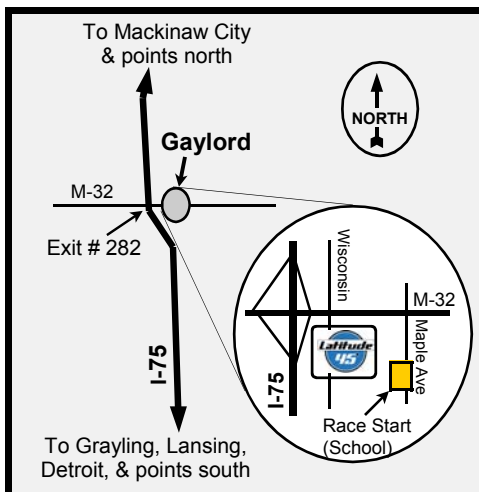 To Mackinaw City
& points north
NORTH
Gaylord
M-32
Exit # 282
Wisconsin
M-32
Latitude
45
Maple Ave
I-75
I-75
Race Start
(School)
To Grayling, Lansing,
Detroit, & points south